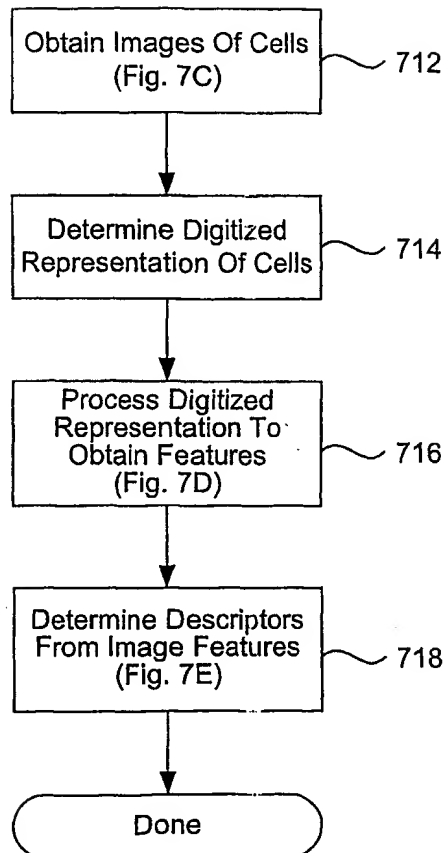 Obtain Images Of Cells
(Fig. 7C)
712
Determine Digitized
Representation Of Cells
714
Process Digitized
Representation To
Obtain Features
(Fig. 7D)
716
Determine Descriptors
From Image Features
(Fig. 7E)
718
Done